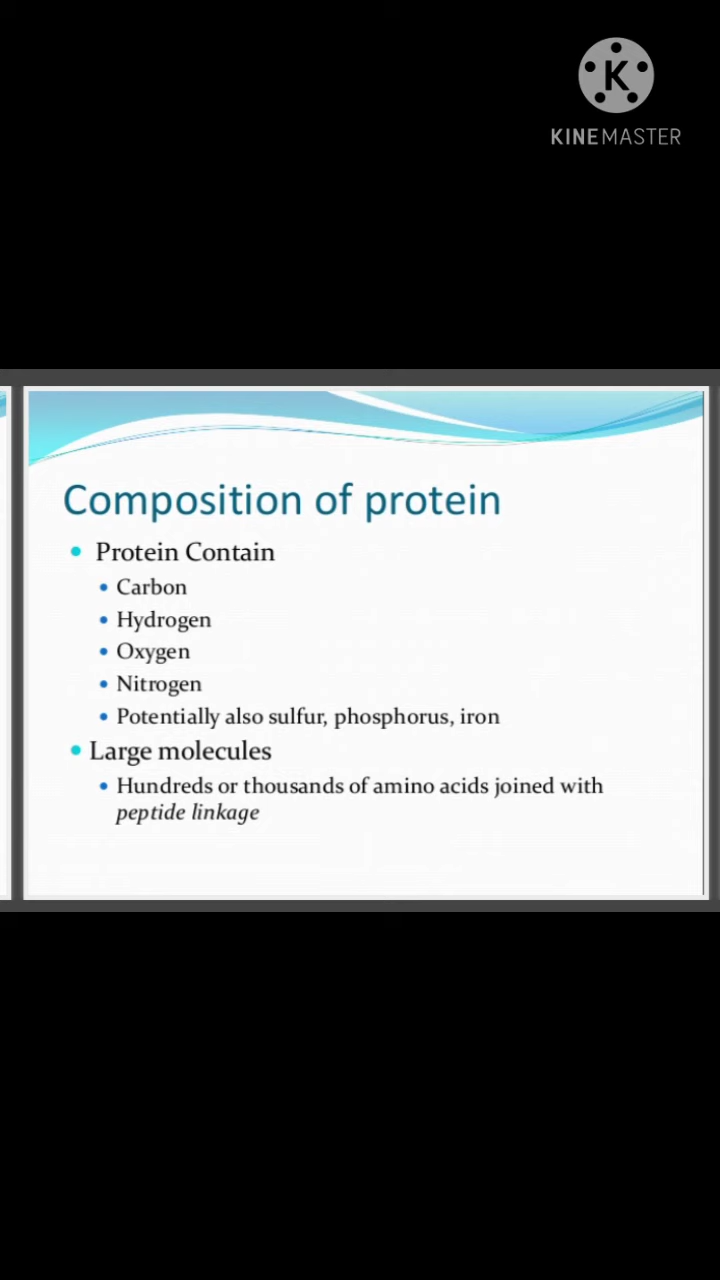 K
KINEMASTER
Composition of protein
• Protein Contain
• Carbon
• Hydrogen
• Oxygen
• Nitrogen
• Potentially also sulfur, phosphorus, iron
• Large molecules
• Hundreds or thousands of amino acids joined with
peptide linkage